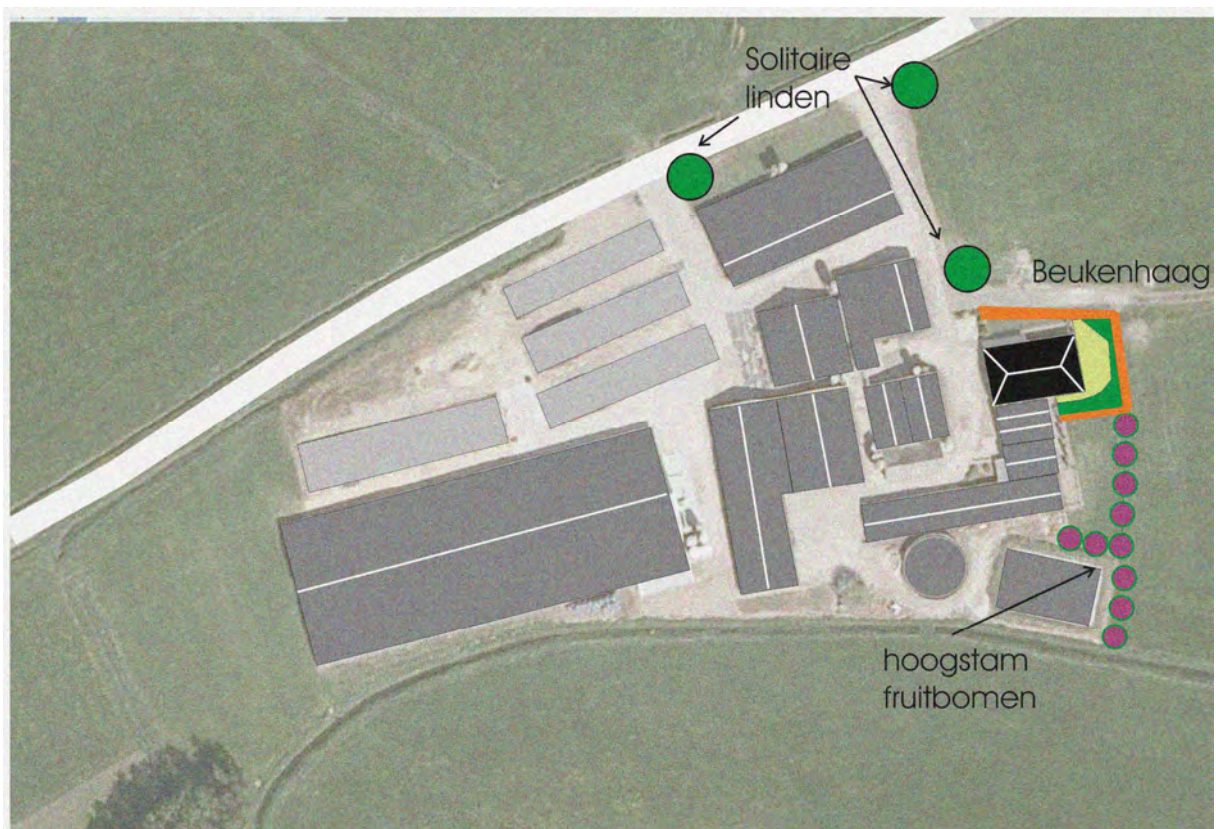 Solitaire
linden
Beukenhaag
hoogstam
fruitbomen